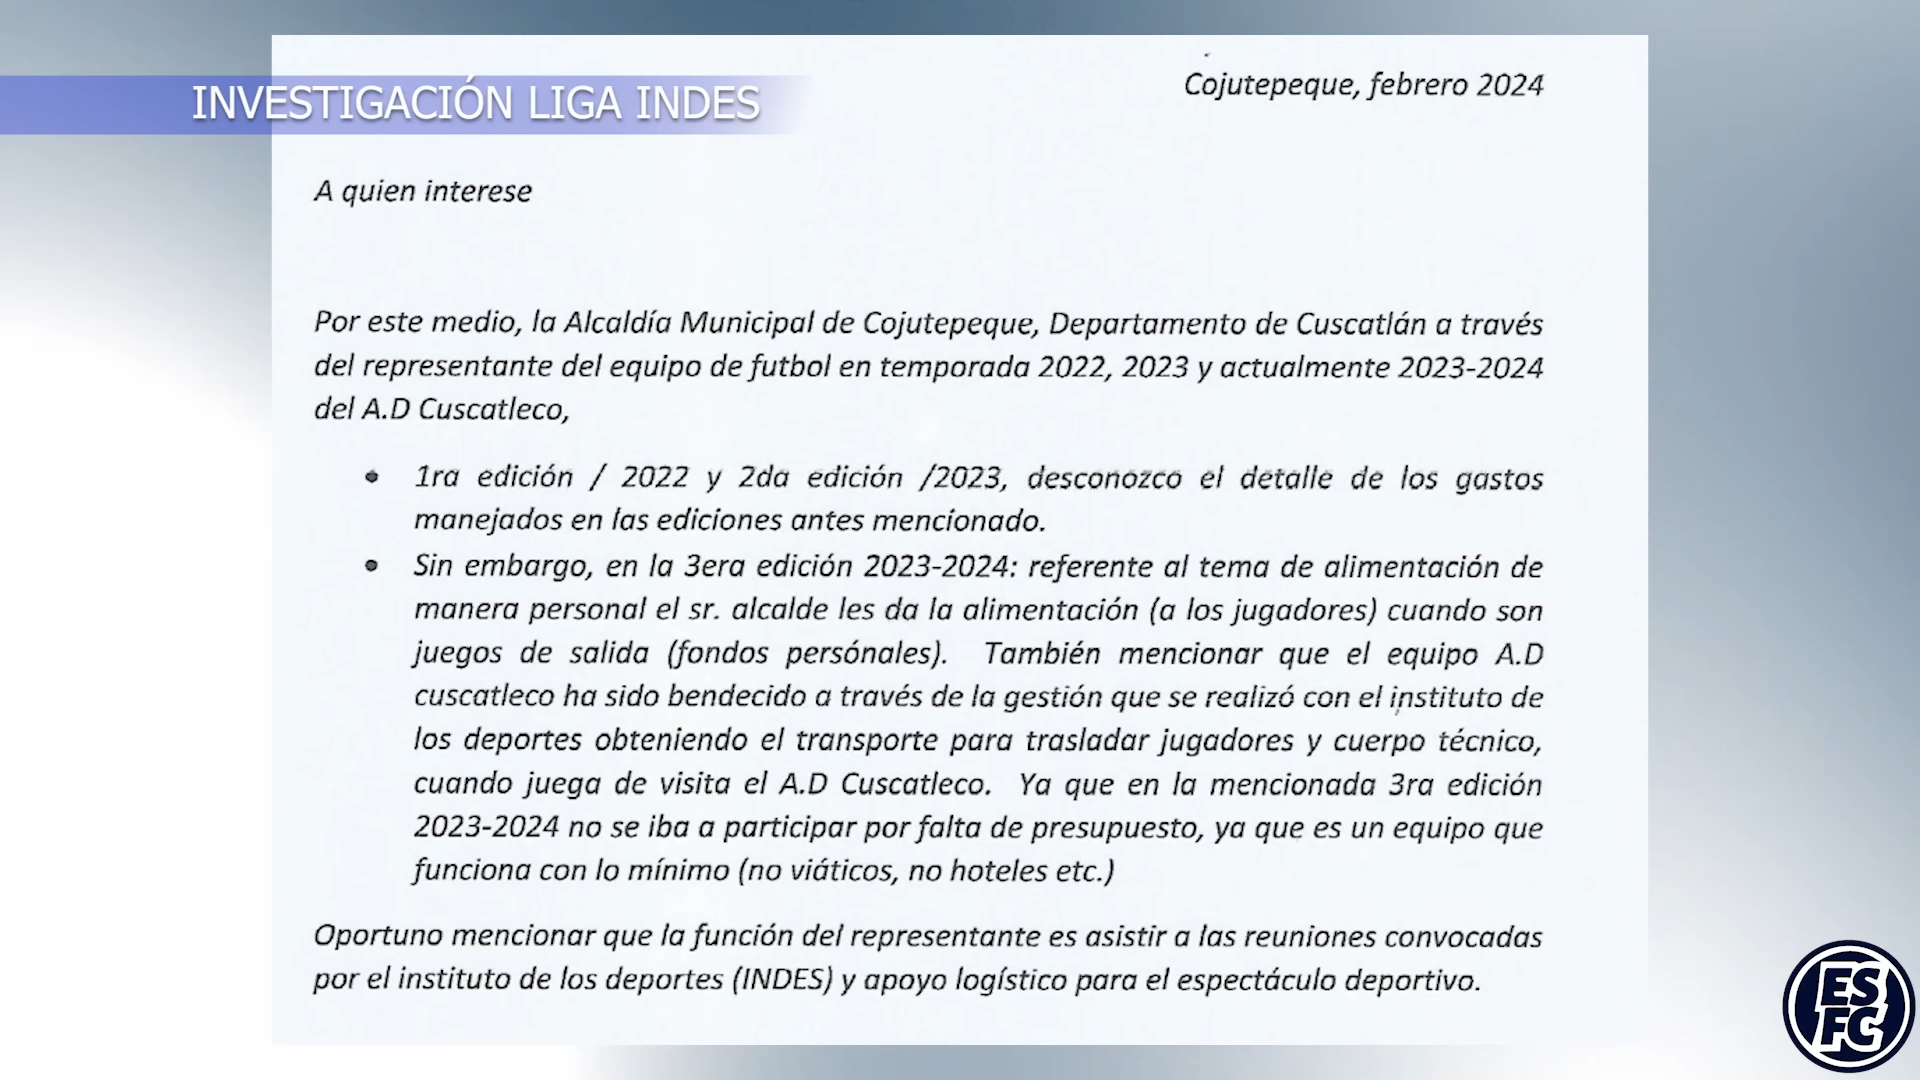 INVESTIGACIÓN LIGA INDES
Cojutepeque, febrero 2024
A quien interese
Por este medio, la Alcaldía Municipal de Cojutepeque, Departamento de Cuscatlán a través
del representante del equipo de futbol en temporada 2022, 2023 y actualmente 2023-2024
del A.D Cuscatleco,
• 1ra edición / 2022 y 2da edición /2023, desconozco el detalle de los gastos
manejados en las ediciones antes mencionado.
• Sin embargo, en la 3era edición 2023-2024: referente al tema de alimentación de
manera personal el sr. alcalde les da la alimentación (a los jugadores) cuando son
juegos de salida (fondos persónales). También mencionar que el equipo A.D
cuscatleco ha sido bendecido a través de la gestión que se realizó con el instituto de
los deportes obteniendo el transporte para trasladar jugadores y cuerpo técnico,
cuando juega de visita el A.D Cuscatleco. Ya que en la mencionada 3ra edición
2023-2024 no se iba a participar por falta de presupuesto, ya que es un equipo que
funciona con lo mínimo (no viáticos, no hoteles etc.)
Oportuno mencionar que la función del representante es asistir a las reuniones convocadas
por el instituto de los deportes (INDES) y apoyo logístico para el espectáculo deportivo.
ES
FC